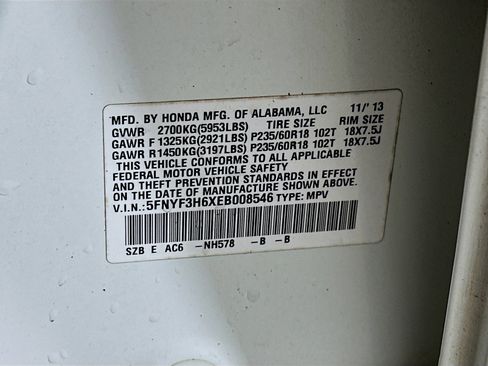 MFD. BY HONDA MFG. OF ALABAMA, LLC 11/' 13
GVWR 2700KG(5953LBS) TIRE SIZE RIM SIZE
GAWR F 1325KG(2921LBS) P235/60R18 102T 18X7.5J
GAWR R 1450KG(3197LBS) P235/60R18 102T 18X7.5J
THIS VEHICLE CONFORMS TO ALL APPLICABLE
FEDERAL MOTOR VEHICLE SAFETY
AND THEFT PREVENTION STANDARDS IN EFFECT
ON THE DATE OF MANUFACTURE SHOWN ABOVE.
V.I.N.:5FNYF3H6XEB008546 TYPE: MPV
SZB E AC6 -NH578 -B -B